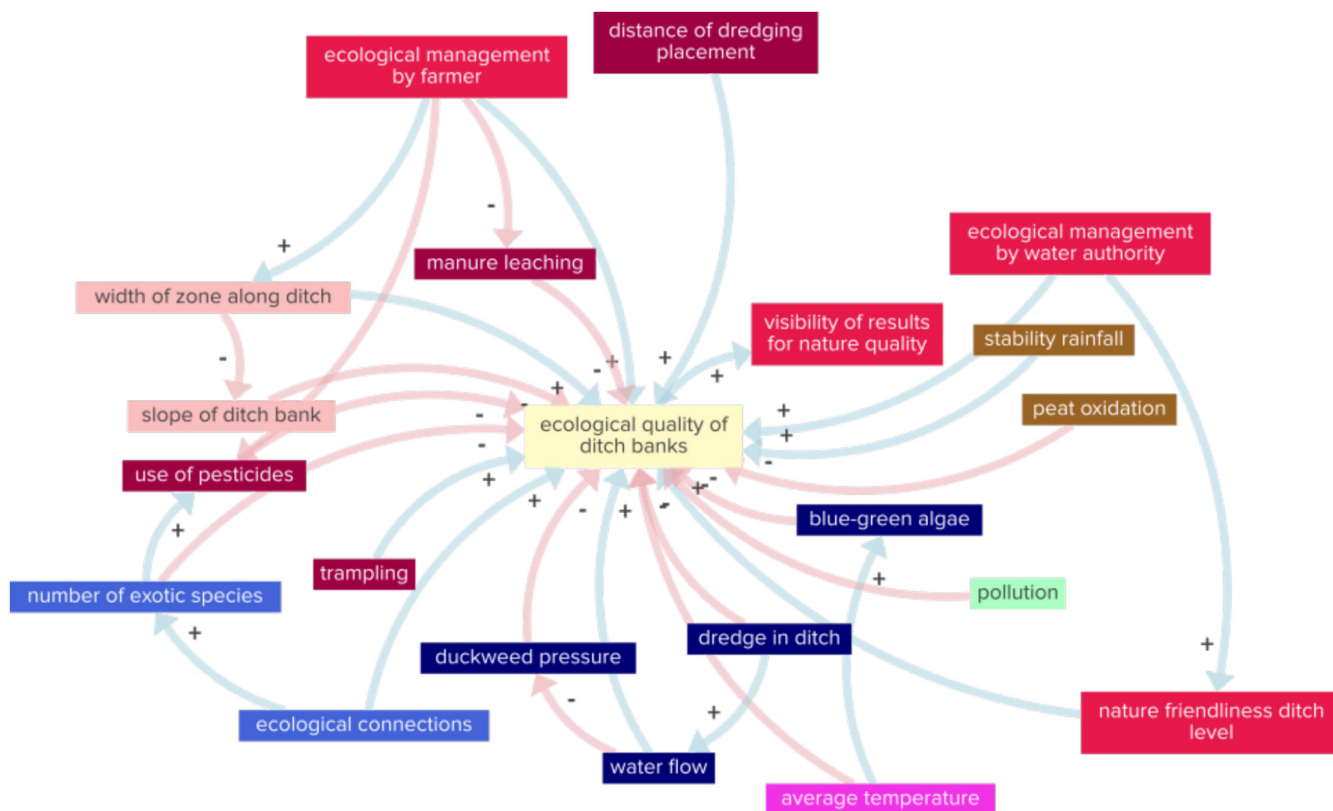 distance of dredging
placement
ecological management
by farmer
ecological management
by water authority
+
-
manure leaching
width of zone along ditch
visibility of results
for nature quality
stability rainfall
-
-
+
+
+
+
slope of ditch bank
peat oxidation
-
-
+
+
ecological quality of
ditch banks
-
-
use of pesticides
+
+
-
+
-
+
-
-
+
-
-
blue-green algae
+
trampling
+
number of exotic species
pollution
+
dredge in ditch
+
duckweed pressure
-
+
ecological connections
nature friendliness ditch
level
water flow
average temperature